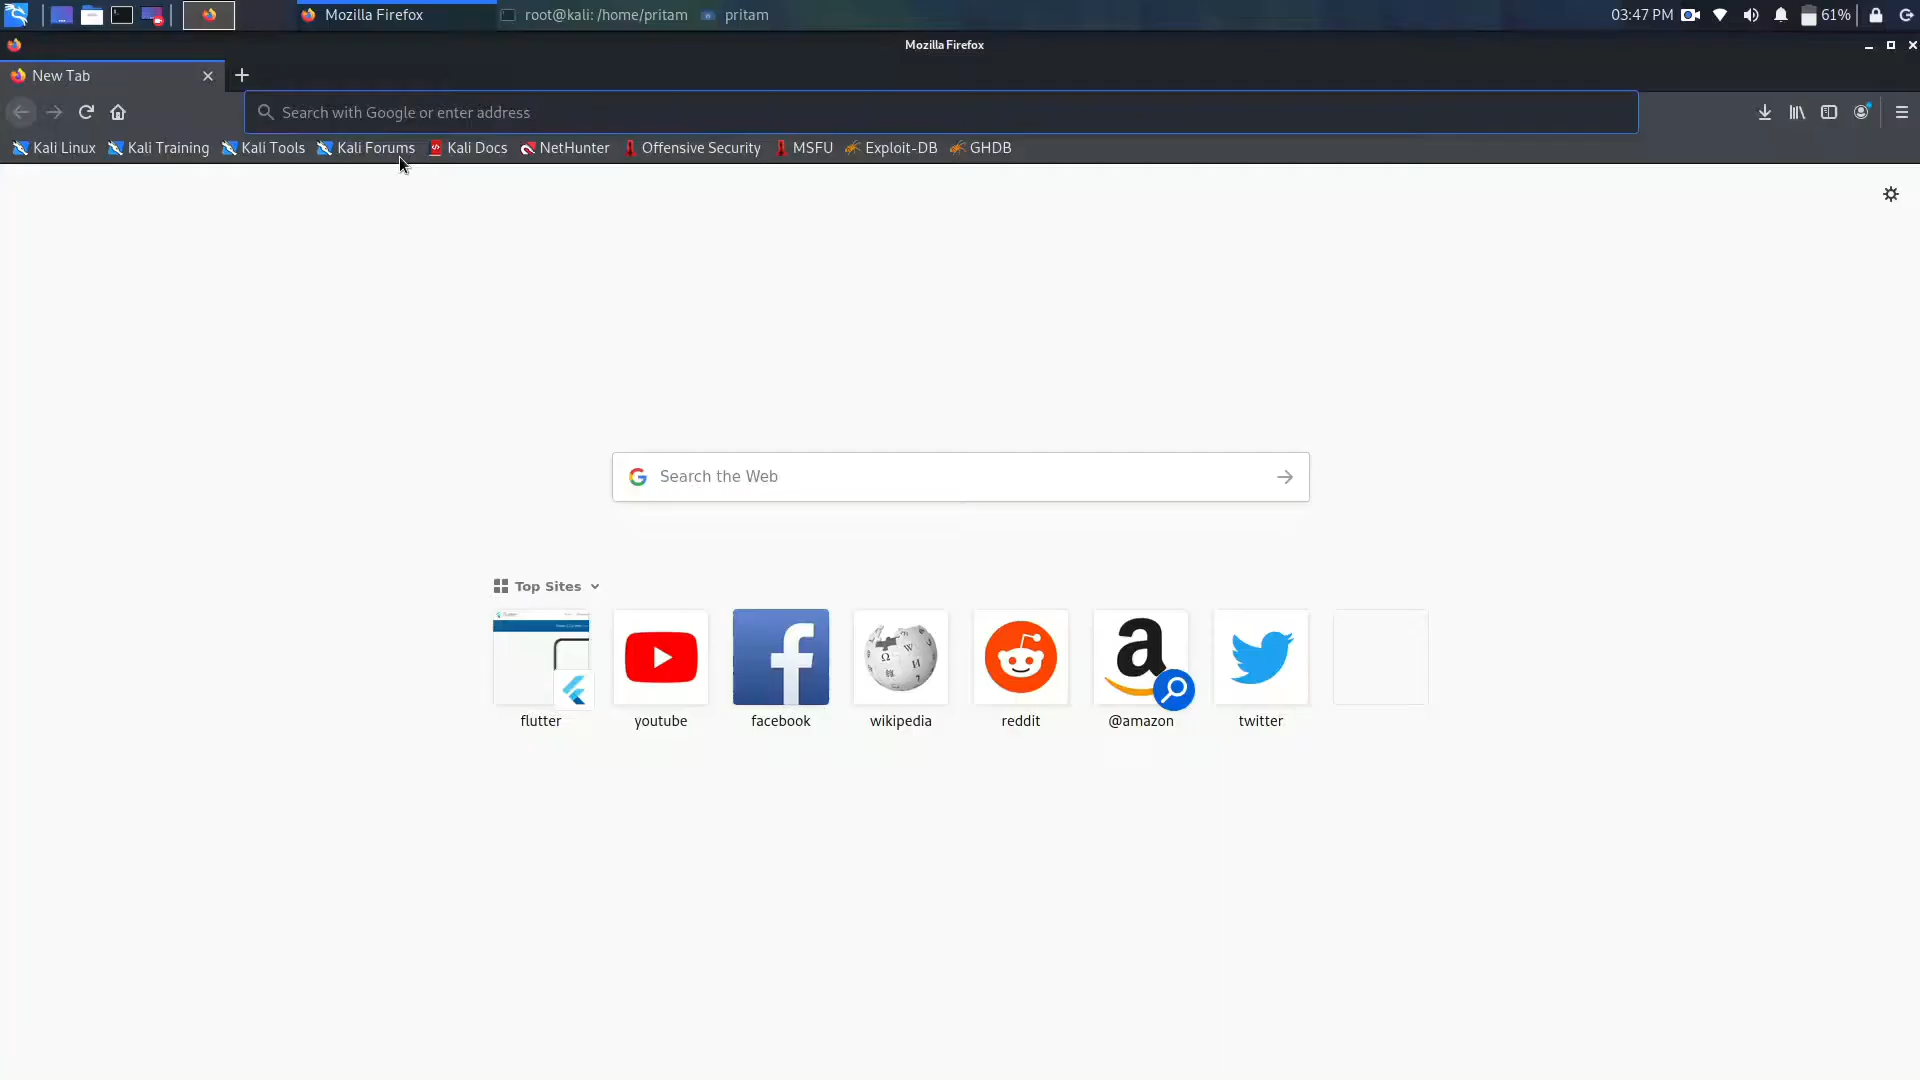 Mozilla Firefox
root@kali: /home/pritam
pritam
03:47 PM
61%
Mozilla Firefox
New Tab
Search with Google or enter address
Kali Linux
Kali Training
Kali Tools
Kali Forums
Kali Docs
NetHunter
Offensive Security
MSFU
Exploit-DB
GHDB
Search the Web
Top Sites
flutter
youtube
facebook
wikipedia
reddit
@amazon
twitter